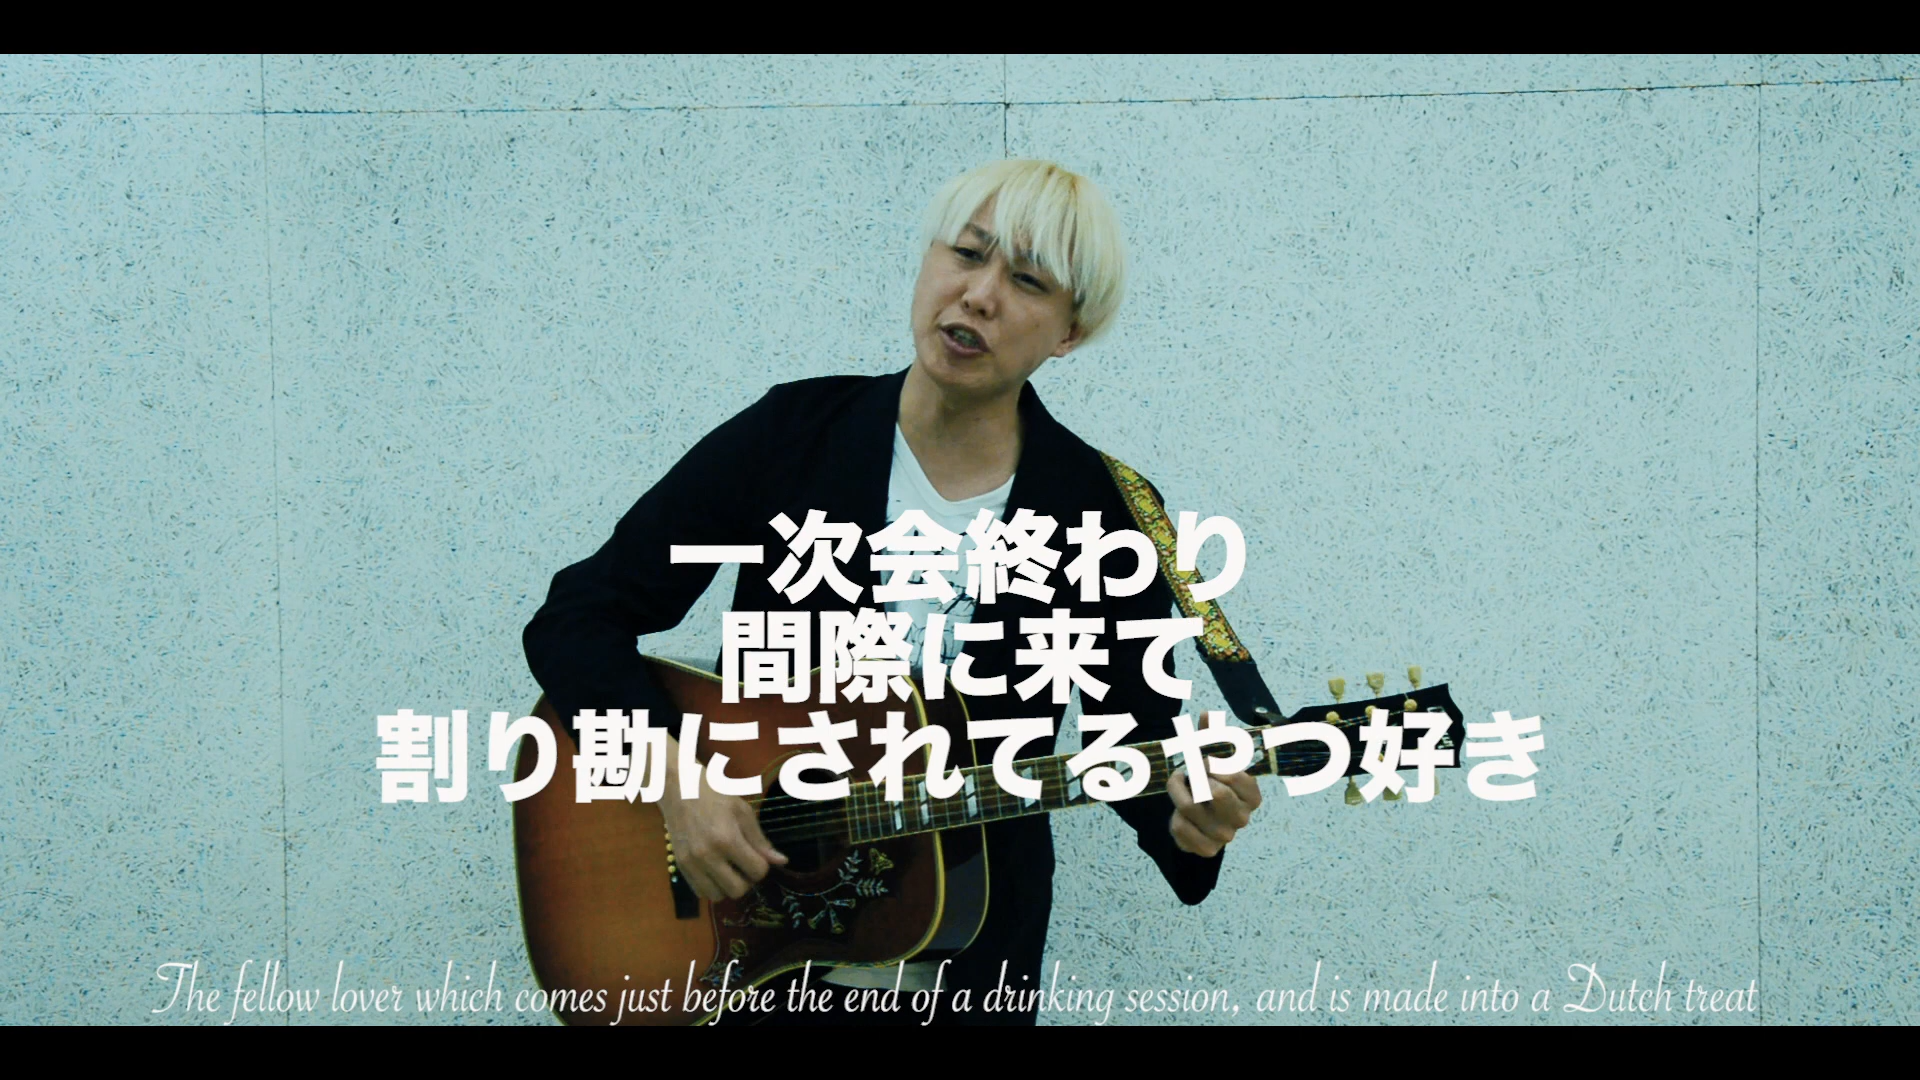 一次会終わり
間際に来て
割り勘にされてるやつ好き
The fellow lover which comes just before the end of a drinking session, and is made into a Dutch treat